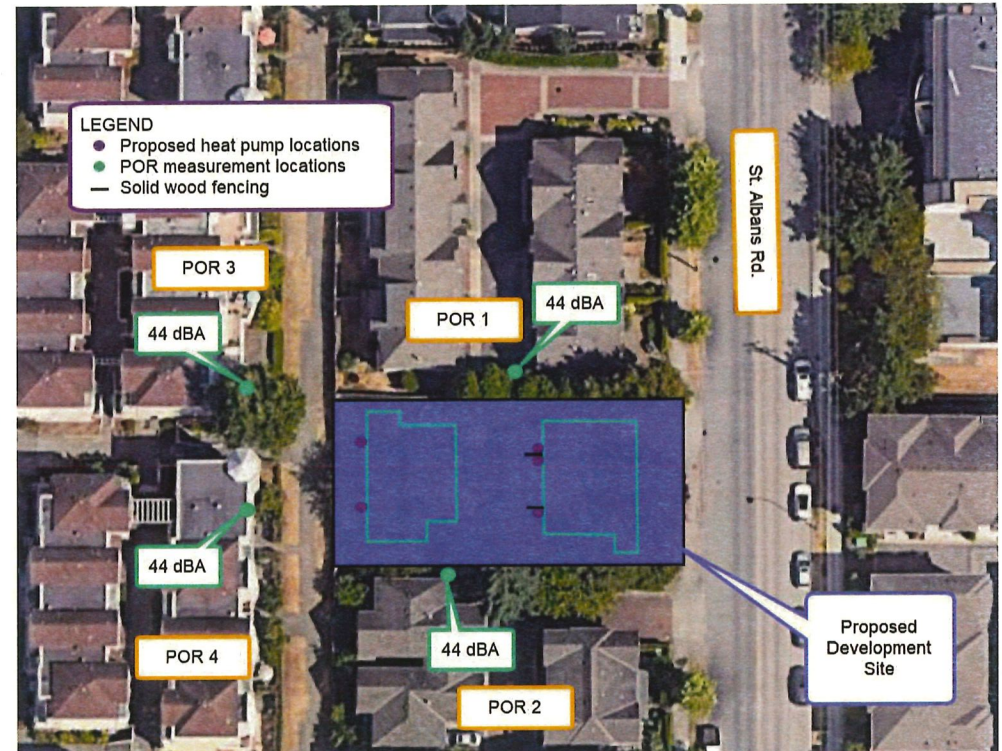 LEGEND
Proposed heat pump locations
POR measurement locations
Solid wood fencing
St. Albans Rd.
POR 3
POR 1
44 dBA
44 dBA
44 dBA
POR 4
44 dBA
POR 2
Proposed
Development
Site